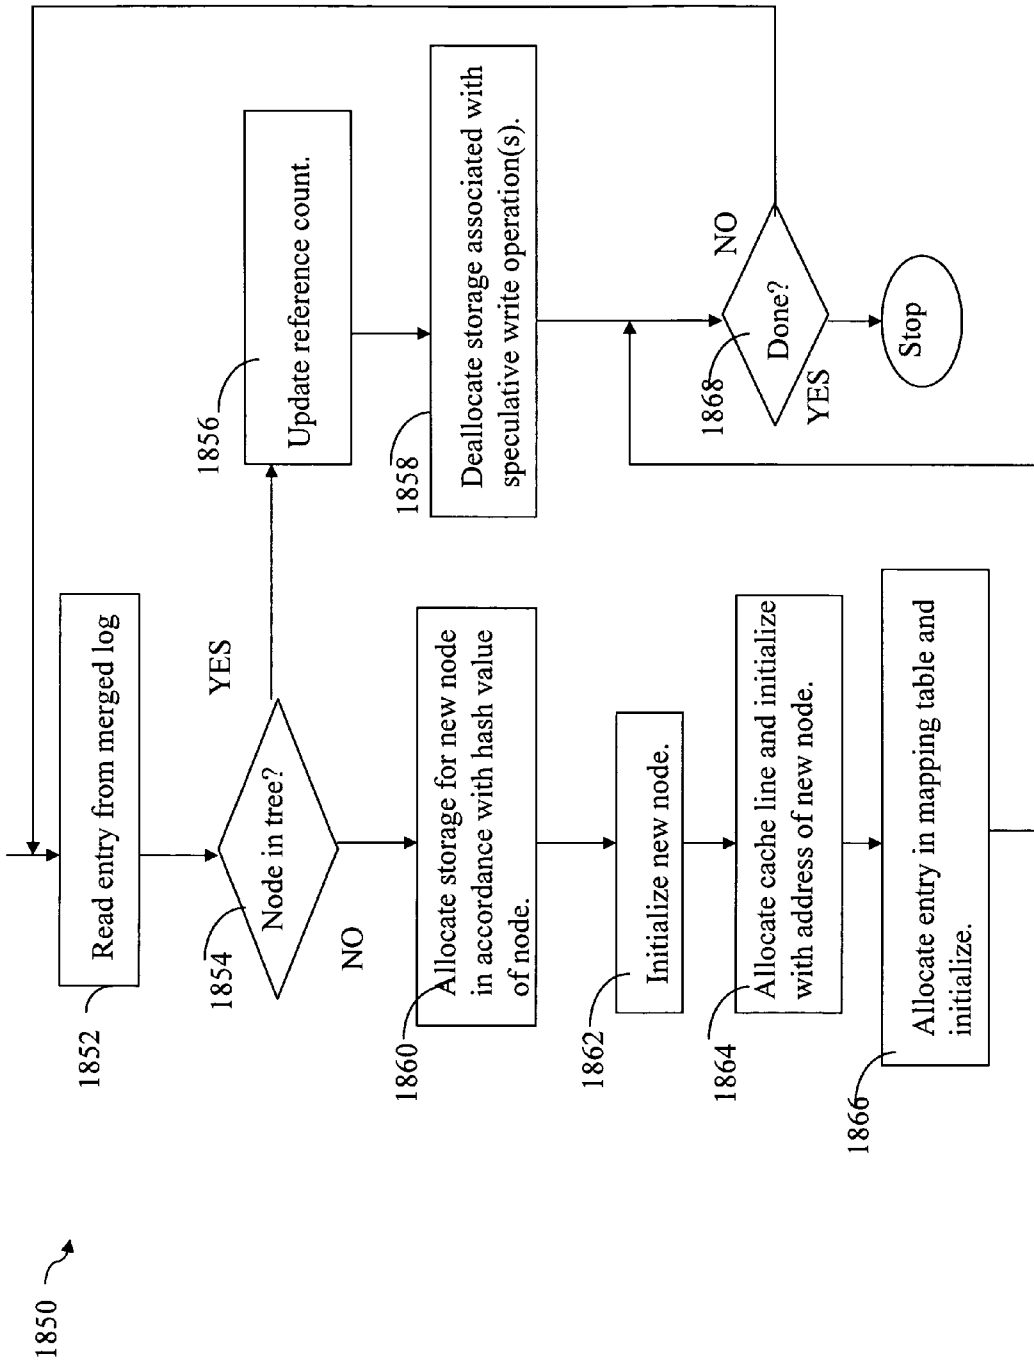 1850
1852
Read entry from merged log
1854
Node in tree?
YES
NO
1856
Update reference count.
1858
Deallocate storage associated with
speculative write operation(s).
1860
Allocate storage for new node
in accordance with hash value
of node.
1862
Initialize new node.
1864
Allocate cache line and initialize
with address of new node.
1866
Allocate entry in mapping table and
initialize.
1868
Done?
NO
YES
Stop